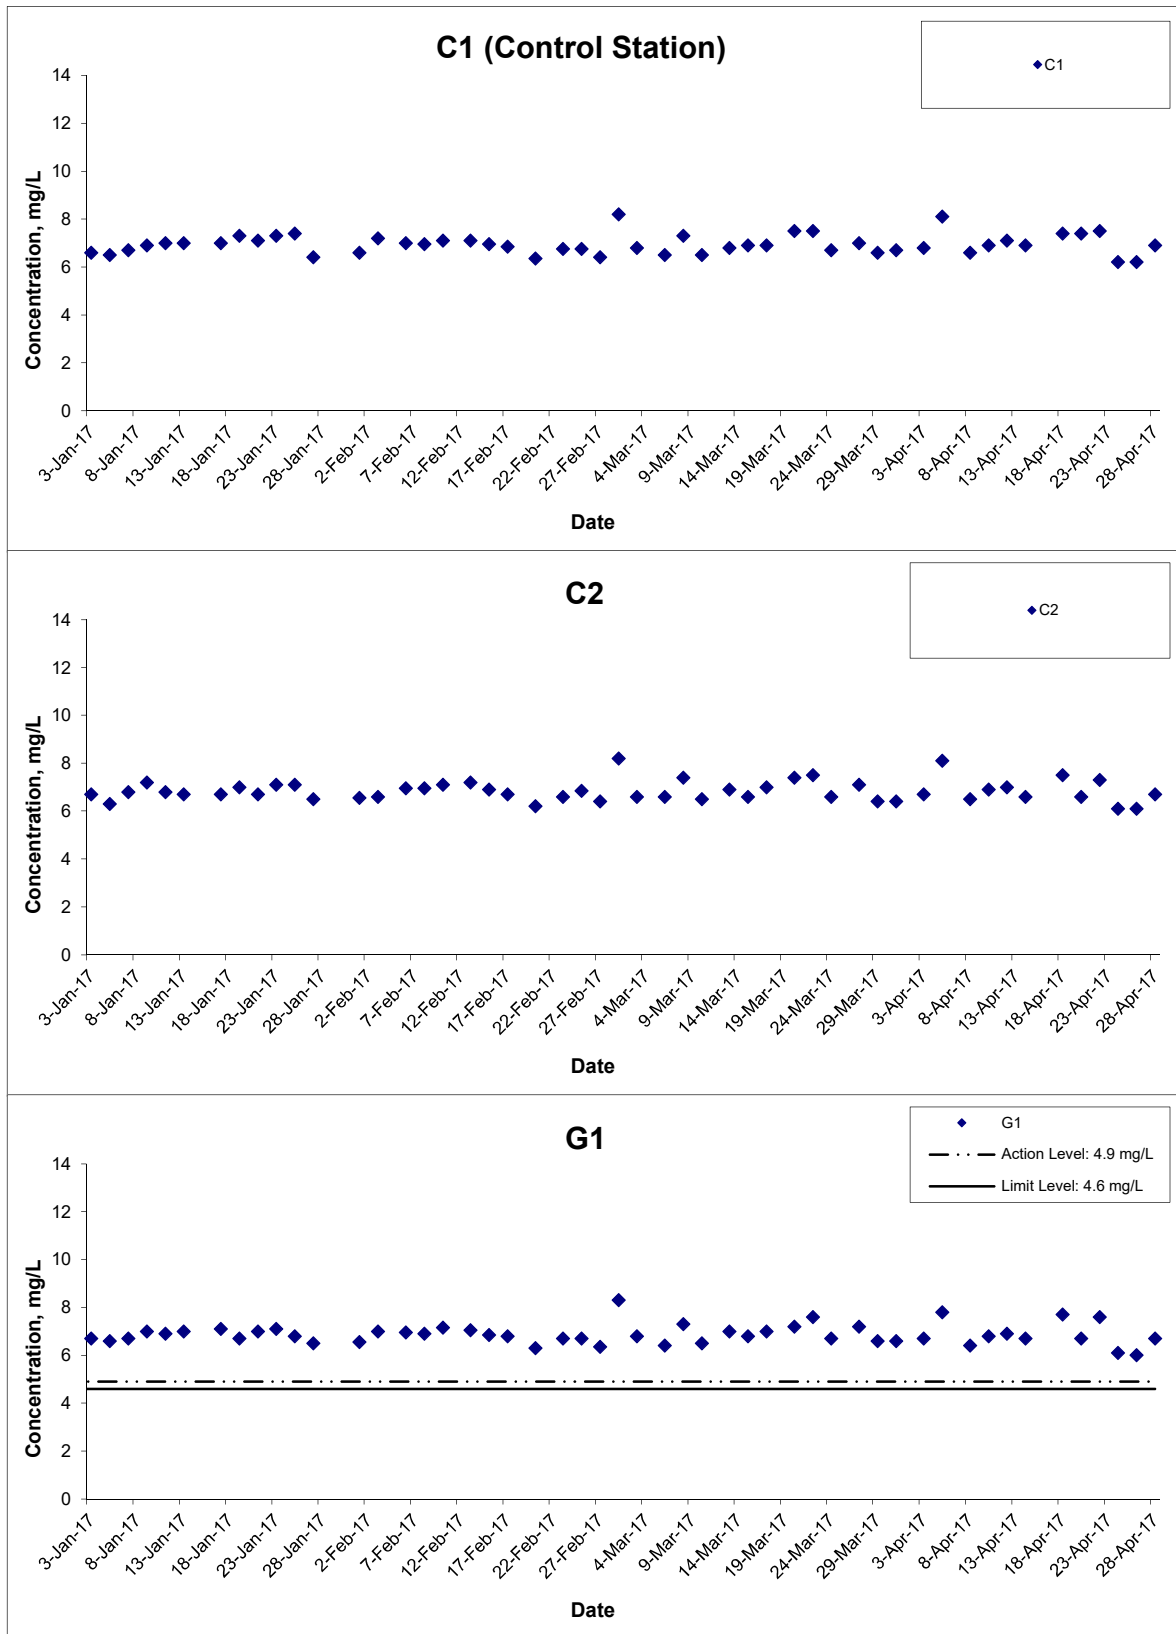 C1 (Control Station)
C1
14
12
10
8
6
4
2
0
Concentration, mg/L
3-Jan-17
8-Jan-17
13-Jan-17
18-Jan-17
23-Jan-17
28-Jan-17
2-Feb-17
7-Feb-17
12-Feb-17
17-Feb-17
22-Feb-17
27-Feb-17
4-Mar-17
9-Mar-17
14-Mar-17
19-Mar-17
24-Mar-17
29-Mar-17
3-Apr-17
8-Apr-17
13-Apr-17
18-Apr-17
23-Apr-17
28-Apr-17
Date
C2
C2
14
12
10
8
6
4
2
0
Concentration, mg/L
3-Jan-17
8-Jan-17
13-Jan-17
18-Jan-17
23-Jan-17
28-Jan-17
2-Feb-17
7-Feb-17
12-Feb-17
17-Feb-17
22-Feb-17
27-Feb-17
4-Mar-17
9-Mar-17
14-Mar-17
19-Mar-17
24-Mar-17
29-Mar-17
3-Apr-17
8-Apr-17
13-Apr-17
18-Apr-17
23-Apr-17
28-Apr-17
Date
G1
G1
Action Level: 4.9 mg/L
Limit Level: 4.6 mg/L
14
12
10
8
6
4
2
0
Concentration, mg/L
3-Jan-17
8-Jan-17
13-Jan-17
18-Jan-17
23-Jan-17
28-Jan-17
2-Feb-17
7-Feb-17
12-Feb-17
17-Feb-17
22-Feb-17
27-Feb-17
4-Mar-17
9-Mar-17
14-Mar-17
19-Mar-17
24-Mar-17
29-Mar-17
3-Apr-17
8-Apr-17
13-Apr-17
18-Apr-17
23-Apr-17
28-Apr-17
Date